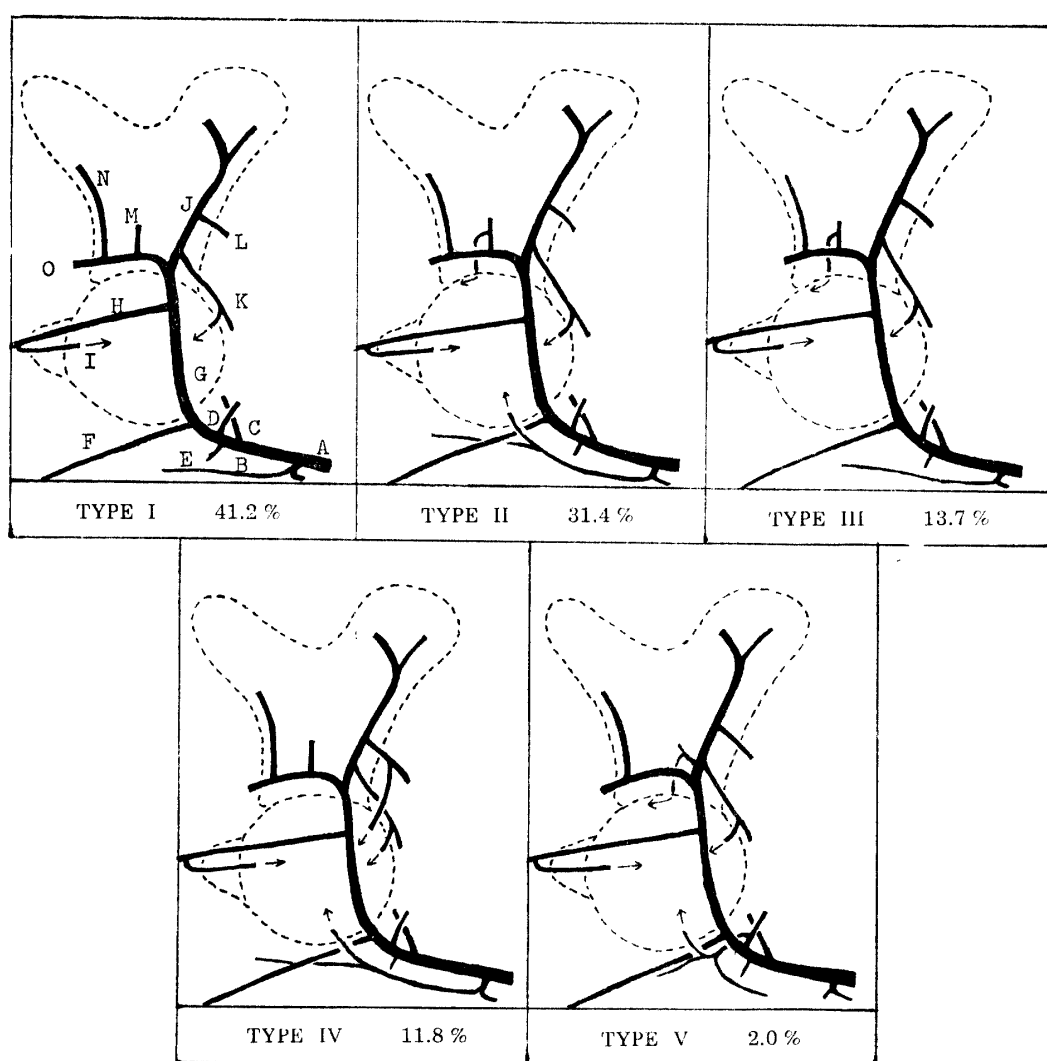 N
M
J
L
O
H
K
I
G
D
C
F
E
B
A
TYPE I 41.2 %
TYPE II 31.4 %
TYPE III 13.7 %
TYPE IV 11.8 %
TYPE V 2.0 %